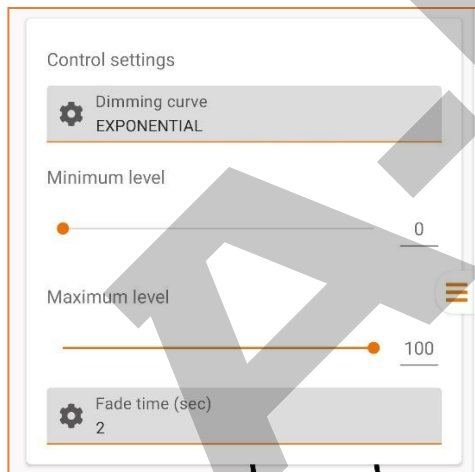 Control settings
Dimming curve
EXPONENTIAL
Minimum level
0
Maximum level
100
Fade time (sec)
2